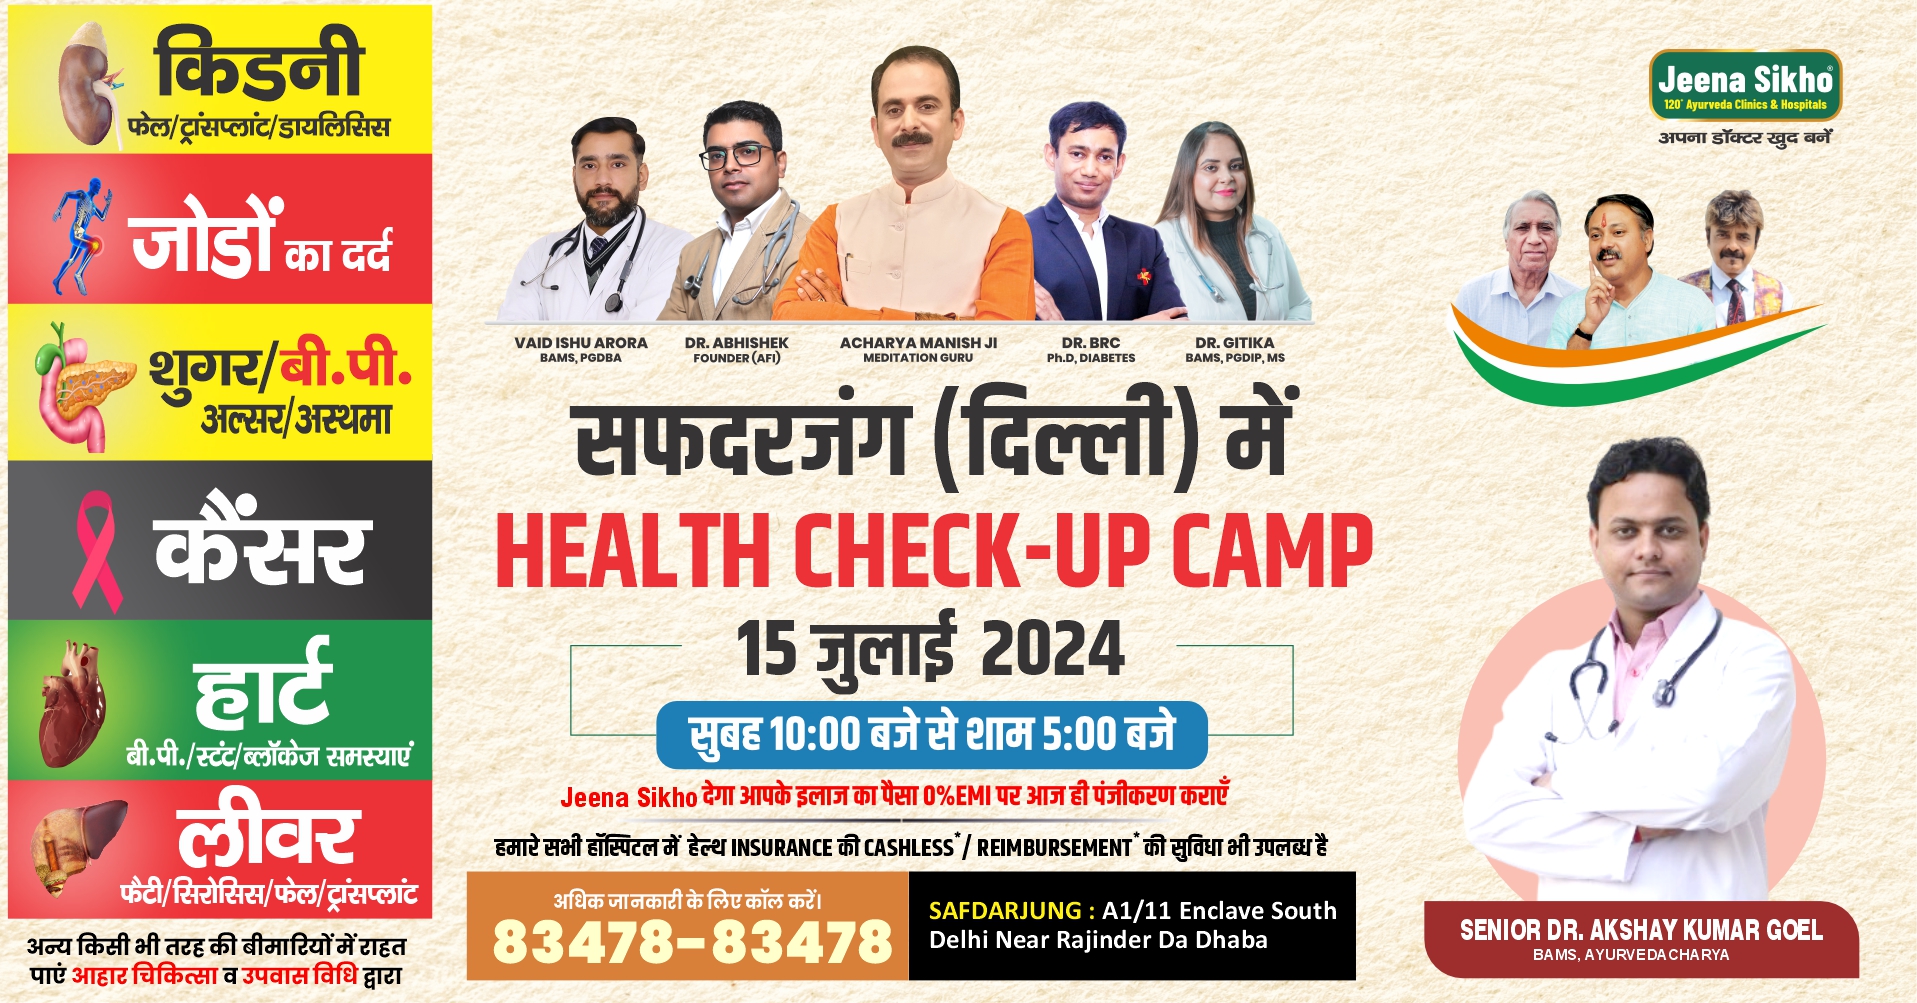 किडनी
फेल/ट्रांसप्लांट/डायलिसिस
जोडों का दर्द
शुगर/बी.पी.
अल्सर/अस्थमा
कैंसर
हार्ट
बी.पी./स्टंट/ब्लॉकेज समस्याएं
लीवर
फैटी/सिरोसिस/फेल/ट्रांसप्लांट
अन्य किसी भी तरह की बीमारियों में राहत
पाएं आहार चिकित्सा व उपवास विधि द्वारा
VAID ISHU ARORA
BAMS, PGDBA
DR. ABHISHEK
FOUNDER (AFI)
ACHARYA MANISH JI
MEDITATION GURU
DR. BRC
Ph.D, DIABETES
DR. GITIKA
BAMS, PGDIP, MS
सफदरजंग (दिल्ली) में
HEALTH CHECK-UP CAMP
15 जुलाई 2024
सुबह 10:00 बजे से शाम 5:00 बजे
Jeena Sikho देगा आपके इलाज का पैसा 0%EMI पर आज ही पंजीकरण कराएँ
हमारे सभी हॉस्पिटल में हेल्थ INSURANCE की CASHLESS*/ REIMBURSEMENT* की सुविधा भी उपलब्ध है
अधिक जानकारी के लिए कॉल करें।
83478-83478
SAFDARJUNG : A1/11 Enclave South
Delhi Near Rajinder Da Dhaba
Jeena Sikho®
120+ Ayurveda Clinics & Hospitals
अपना डॉक्टर खुद बनें
SENIOR DR. AKSHAY KUMAR GOEL
BAMS, AYURVEDACHARYA